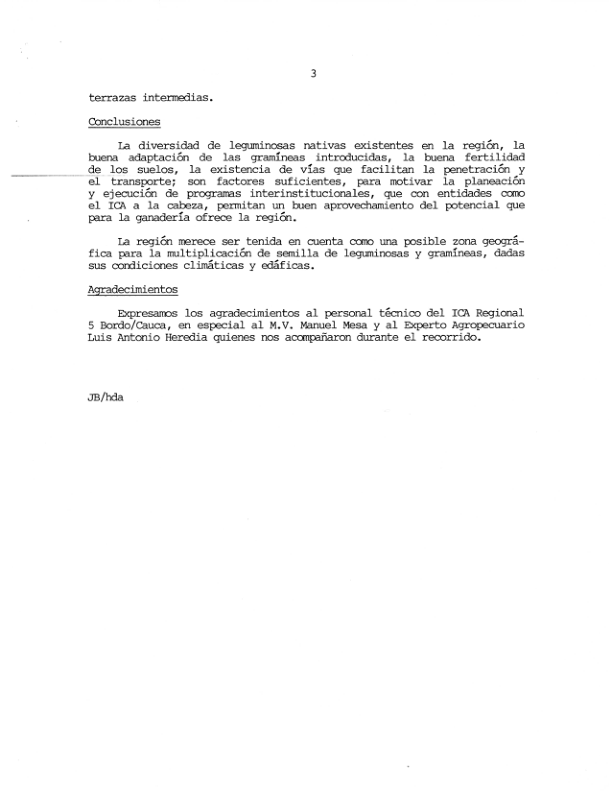 3
terrazas intermedias.
Conclusiones
La diversidad de leguminosas nativas existentes en la región, la
buena adaptación de las gramíneas introducidas, la buena fertilidad
de los suelos, la existencia de vías que facilitan la penetración y
el transporte; son factores suficientes, para motivar la planeación
y ejecución de programas interinstitucionales, que con entidades como
el ICA a la cabeza, permitan un buen aprovechamiento del potencial que
para la ganadería ofrece la región.
La región merece ser tenida en cuenta como una posible zona geográ-
fica para la multiplicación de semilla de leguminosas y gramíneas, dadas
sus condiciones climáticas y edáficas.
Agradecimientos
Expresamos los agradecimientos al personal técnico del ICA Regional
5 Bordo/Cauca, en especial al M.V. Manuel Mesa y al Experto Agropecuario
Luis Antonio Heredia quienes nos acompañaron durante el recorrido.
JB/hda